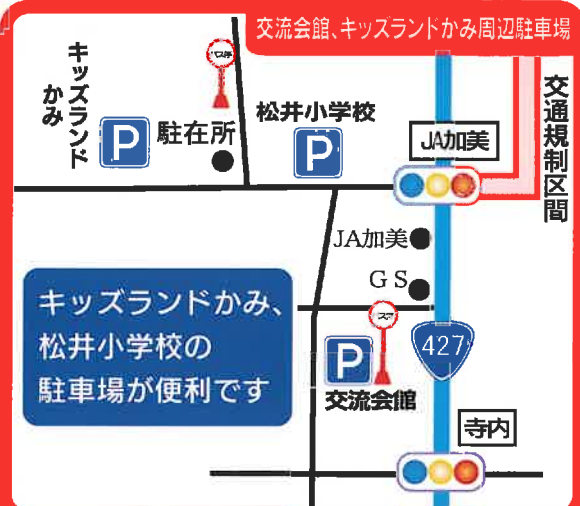 交流会館、キッズランドかみ周辺駐車場
キッズランド
かみ
P
駐在所
松井小学校
P
JA加美
交通規制区間
JA加美
GS
キッズランドかみ、
松井小学校の
駐車場が便利です
P
427
交流会館
寺内